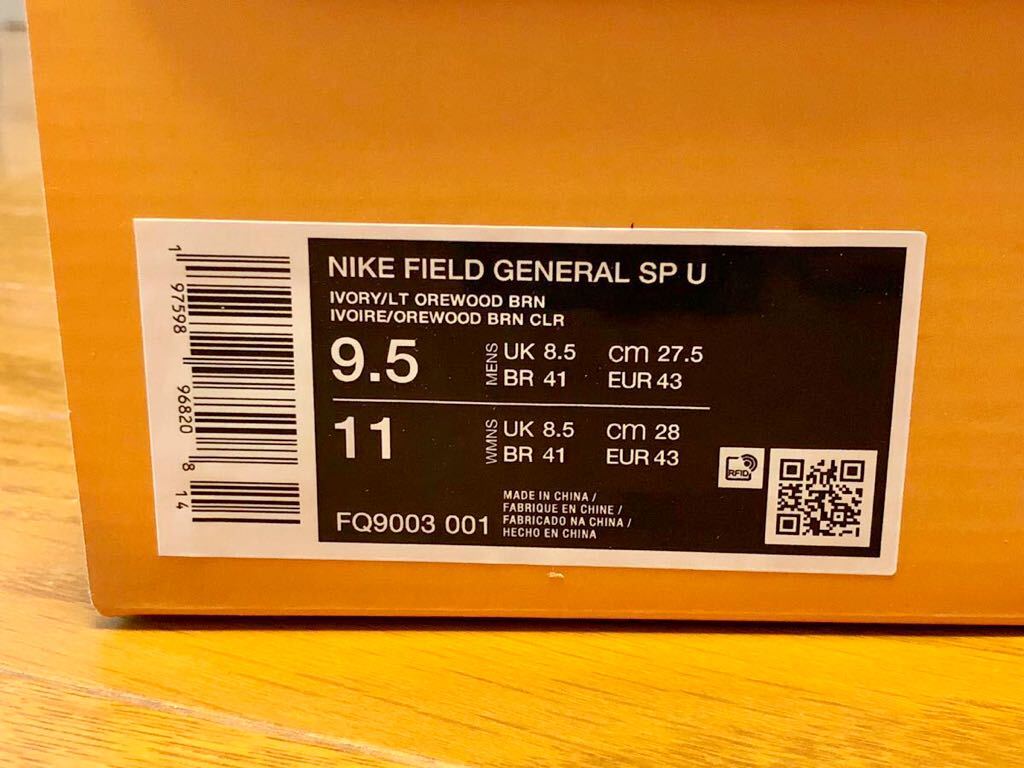 1 97598 96820 8 14
NIKE FIELD GENERAL SP U
IVORY/LT OREWOOD BRN
IVOIRE/OREWOOD BRN CLR
9.5 MENS UK 8.5 cm 27.5
BR 41 EUR 43
11 WMNS UK 8.5 cm 28
BR 41 EUR 43
RFID
FQ9003 001
MADE IN CHINA /
FABRIQUE EN CHINE /
FABRICADO NA CHINA /
HECHO EN CHINA